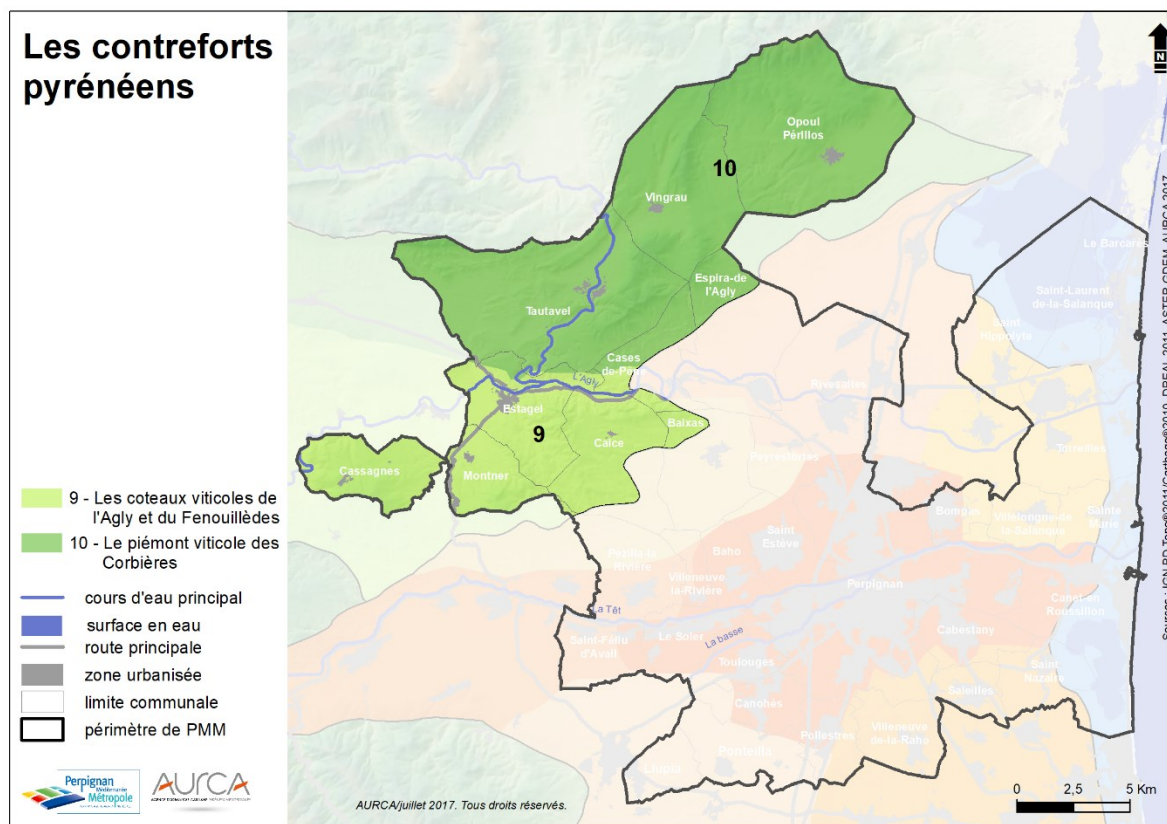 Les contreforts
pyrénéens
N
Opoul
Périllos
10
Vingrau
Le Barcarès
Espira-de
l'Agly
Saint-Laurent
de-la-Salanque
Tautavel
Saint
Hippolyte
Cases
de-Pène
L'Agly
Rivesaltes
Estagel
9
Calce
Baixas
Torreilles
Peyrestortes
Cassagnes
Montner
9 - Les coteaux viticoles de
l'Agly et du Fenouillèdes
10 - Le piémont viticole des
Corbières
cours d'eau principal
surface en eau
route principale
zone urbanisée
limite communale
périmètre de PMM
Bompas
Villelongue-de
la-Salanque
Sainte
Marie
Saint
Estève
Baho
Pézilla-la
Rivière
Villeneuve
la-Rivière
Perpignan
Canet-en
Roussillon
La Têt
Saint-Féliu
d'Avall
Le Soler
La basse
Cabestany
Toulouges
Saint
Nazaire
Saleilles
Canohès
Pollestres
Villeneuve
de-la-Raho
Ponteilla
Llupia
Perpignan
Méditerranée
Métropole
AURCA
AURCA/juillet 2017. Tous droits réservés.
0 2,5 5 Km